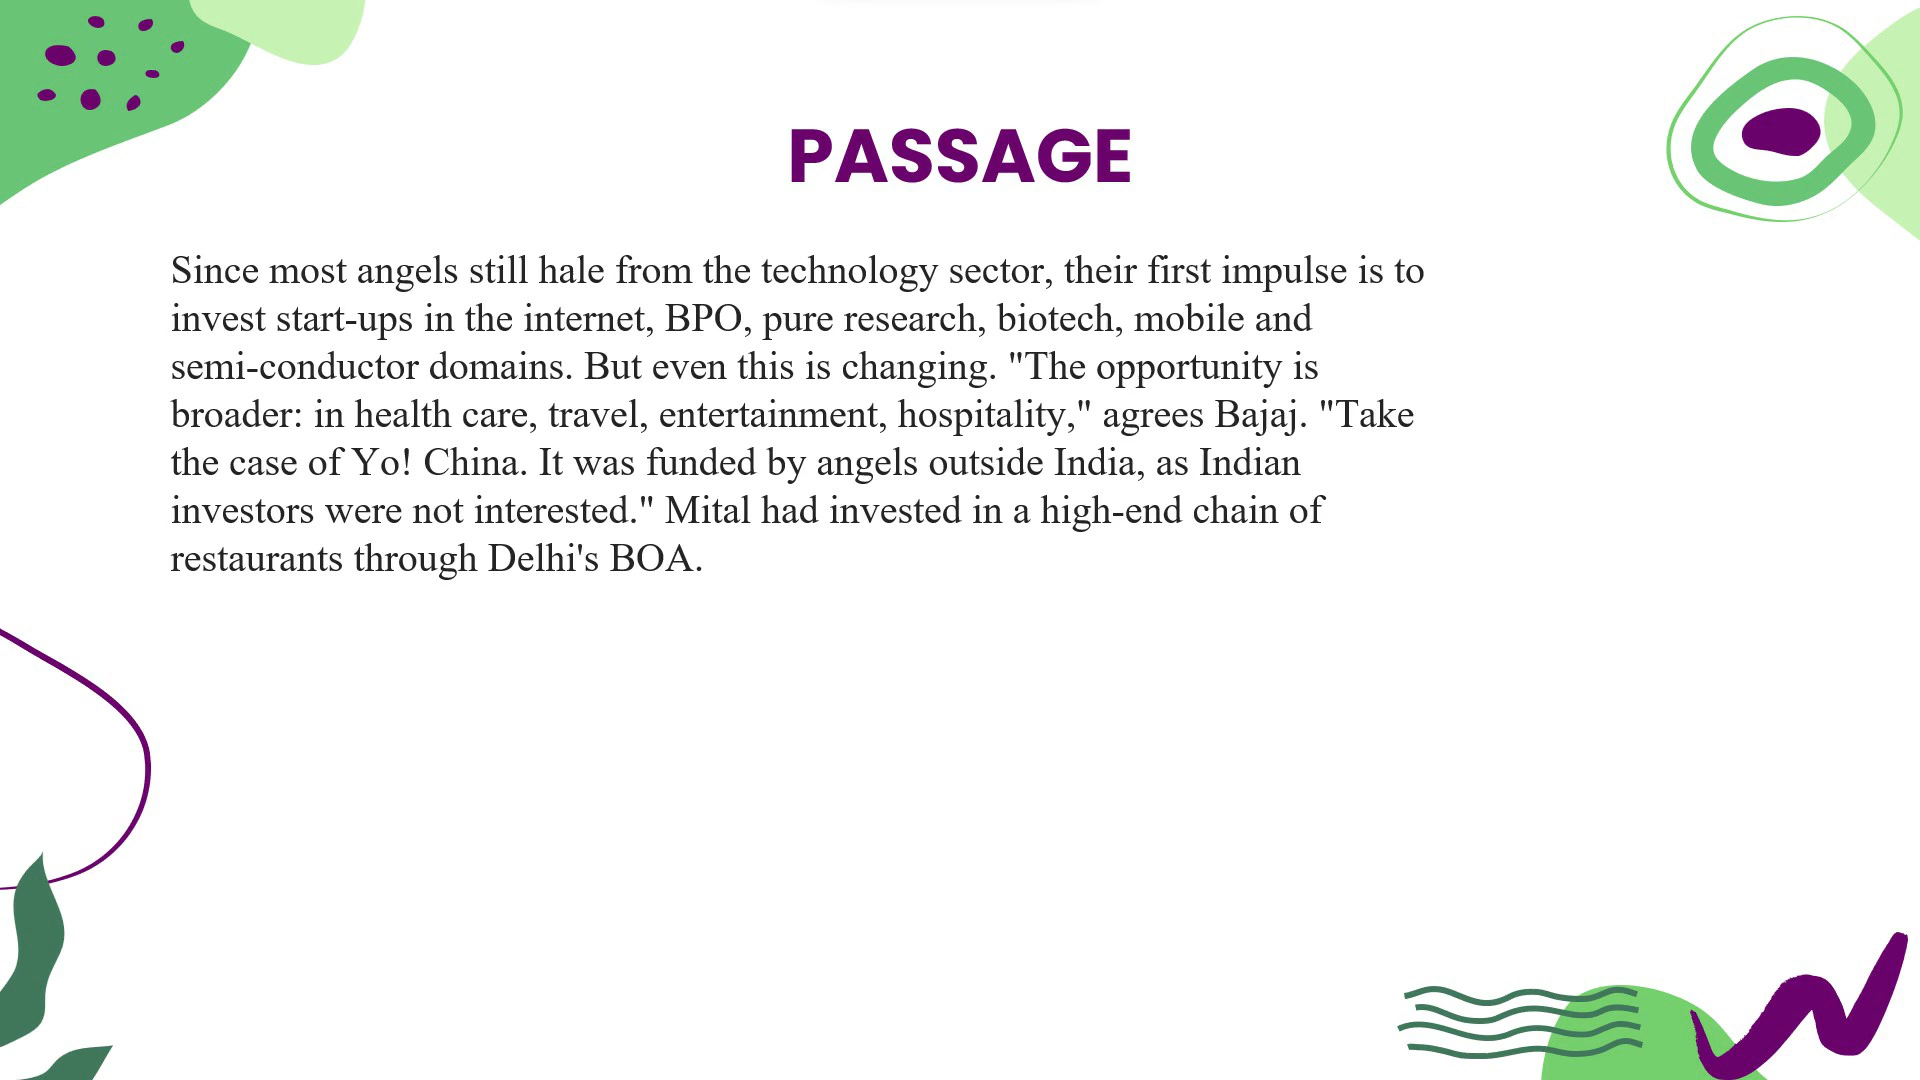 PASSAGE
Since most angels still hale from the technology sector, their first impulse is to
invest start-ups in the internet, BPO, pure research, biotech, mobile and
semi-conductor domains. But even this is changing. "The opportunity is
broader: in health care, travel, entertainment, hospitality," agrees Bajaj. "Take
the case of Yo! China. It was funded by angels outside India, as Indian
investors were not interested." Mital had invested in a high-end chain of
restaurants through Delhi's BOA.